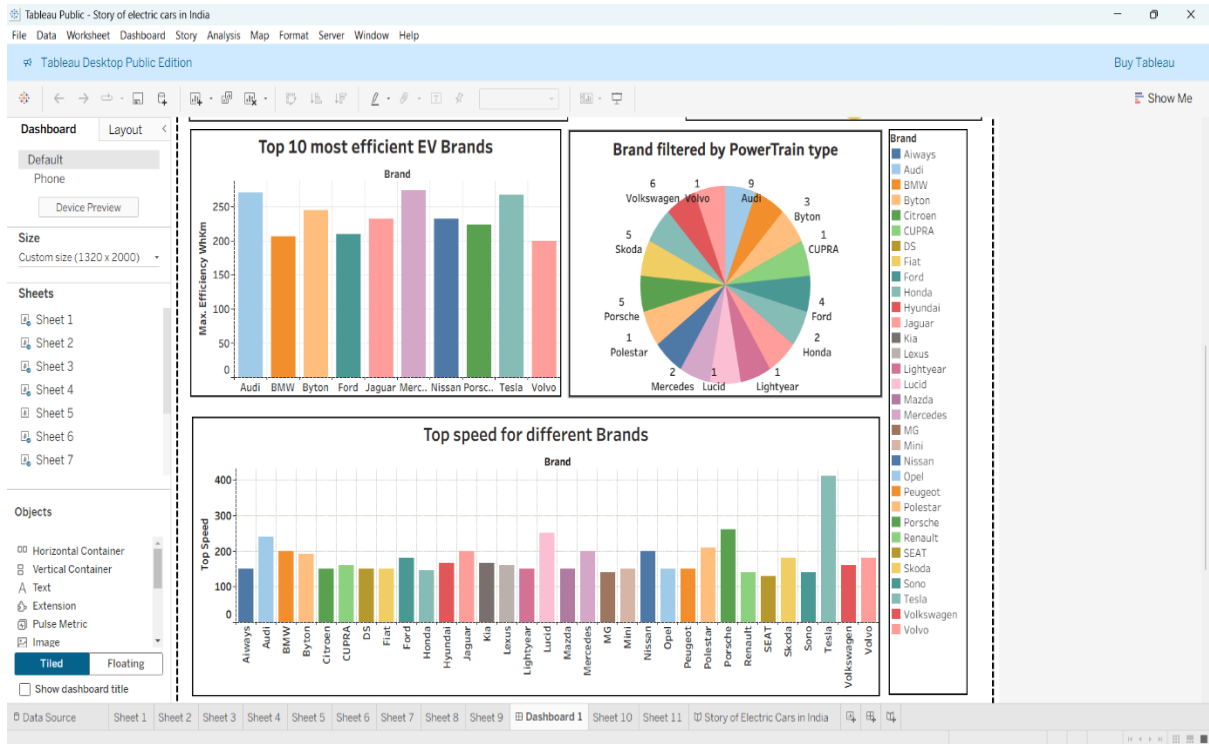 Tableau Public - Story of electric cars in India
File Data Worksheet Dashboard Story Analysis Map Format Server Window Help
Tableau Desktop Public Edition
Buy Tableau
Show Me
Dashboard Layout
Default
Phone
Device Preview
Size
Custom size (1320 x 2000)
Sheets
Sheet 1
Sheet 2
Sheet 3
Sheet 4
Sheet 5
Sheet 6
Sheet 7
Objects
Horizontal Container
Vertical Container
Text
Extension
Pulse Metric
Image
Tiled Floating
Show dashboard title
Top 10 most efficient EV Brands
Brand
Max. Efficiency WhKm
250
200
150
100
50
0
Audi BMW Byton Ford Jaguar Merc.. Nissan Porsc.. Tesla Volvo
Brand filtered by PowerTrain type
9
Audi
3
Byton
1
CUPRA
4
Ford
2
Honda
1
Lightyear
1
Lucid
2
Mercedes
1
Polestar
5
Porsche
5
Skoda
6
Volkswagen
1
Volvo
Top speed for different Brands
Brand
Top Speed
400
300
200
100
0
Aiways Audi BMW Byton Citroen CUPRA DS Fiat Ford Honda Hyundai Jaguar Kia Lexus Lightyear Lucid Mazda Mercedes MG Mini Nissan Opel Peugeot Polestar Porsche Renault SEAT Skoda Sono Tesla Volkswagen Volvo
Brand
Aiways
Audi
BMW
Byton
Citroen
CUPRA
DS
Fiat
Ford
Honda
Hyundai
Jaguar
Kia
Lexus
Lightyear
Lucid
Mazda
Mercedes
MG
Mini
Nissan
Opel
Peugeot
Polestar
Porsche
Renault
SEAT
Skoda
Sono
Tesla
Volkswagen
Volvo
Data Source Sheet 1 Sheet 2 Sheet 3 Sheet 4 Sheet 5 Sheet 6 Sheet 7 Sheet 8 Sheet 9 Dashboard 1 Sheet 10 Sheet 11 Story of Electric Cars in India